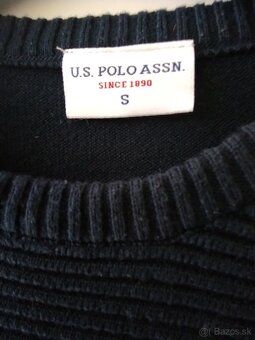 U.S. POLO ASSN.
SINCE 1890
S
Bazos.sk